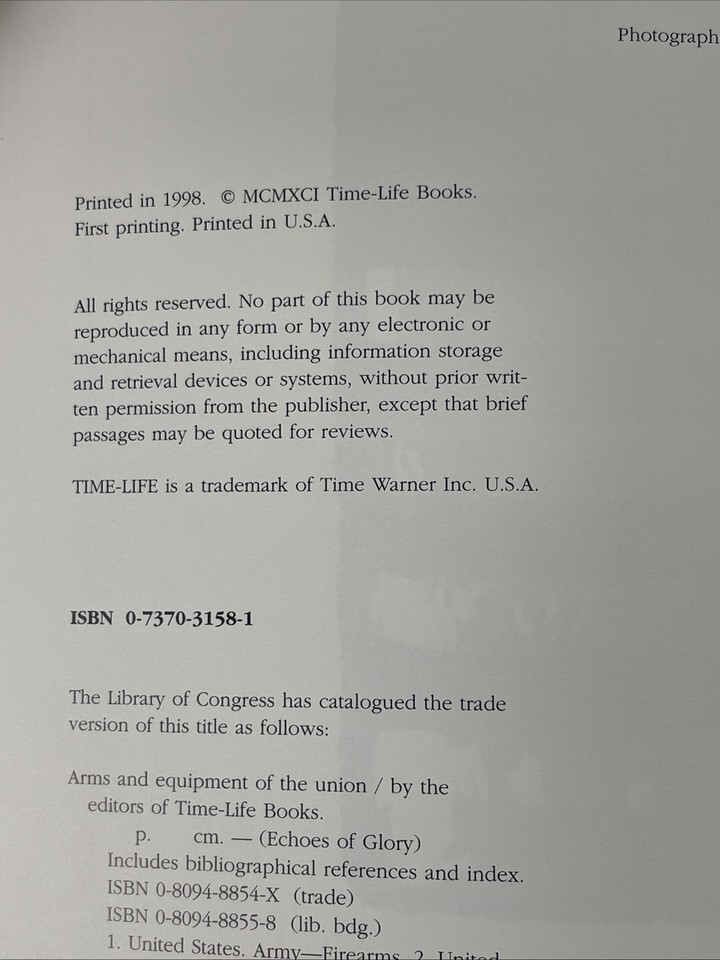 Photograph
Printed in 1998. © MCMXCI Time-Life Books.
First printing. Printed in U.S.A.
All rights reserved. No part of this book may be
reproduced in any form or by any electronic or
mechanical means, including information storage
and retrieval devices or systems, without prior writ-
ten permission from the publisher, except that brief
passages may be quoted for reviews.
TIME-LIFE is a trademark of Time Warner Inc. U.S.A.
ISBN 0-7370-3158-1
The Library of Congress has catalogued the trade
version of this title as follows:
Arms and equipment of the union / by the
editors of Time-Life Books.
p. cm. — (Echoes of Glory)
Includes bibliographical references and index.
ISBN 0-8094-8854-X (trade)
ISBN 0-8094-8855-8 (lib. bdg.)
1. United States. Army—Firearms. 2. United